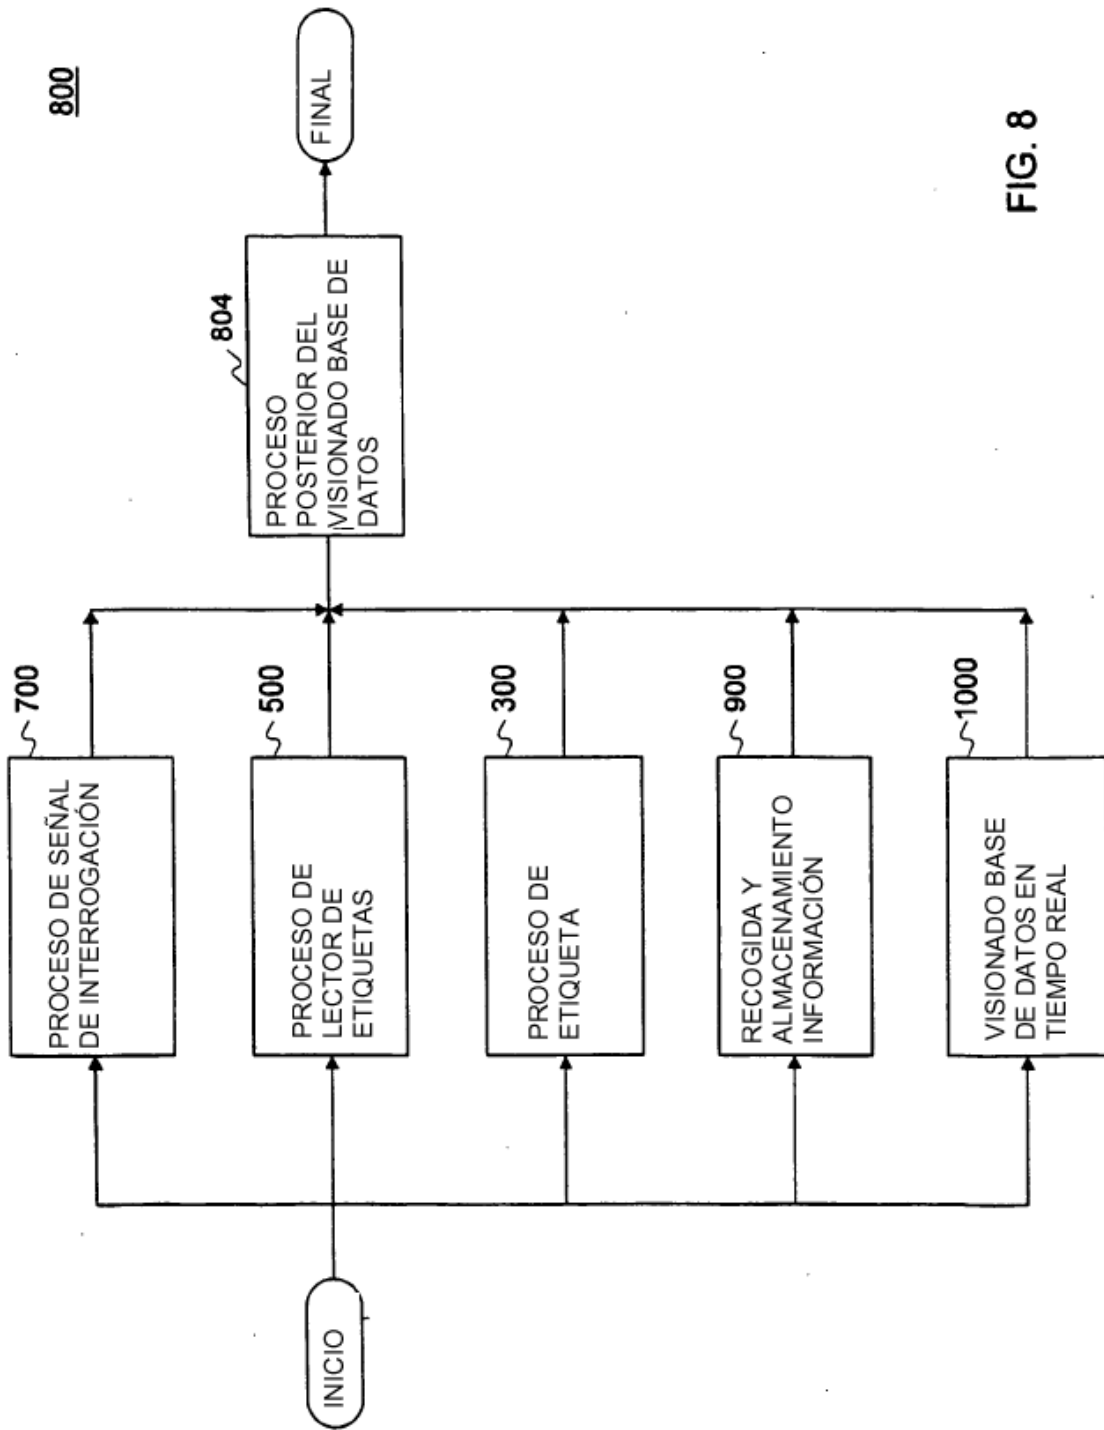 800
INICIO
700
PROCESO DE SEÑAL
DE INTERROGACIÓN
500
PROCESO DE
LECTOR DE
ETIQUETAS
300
PROCESO DE
ETIQUETA
900
RECOGIDA Y
ALMACENAMIENTO
INFORMACIÓN
1000
VISIONADO BASE
DE DATOS EN
TIEMPO REAL
804
PROCESO
POSTERIOR DEL
VISIONADO BASE DE
DATOS
FINAL
FIG. 8